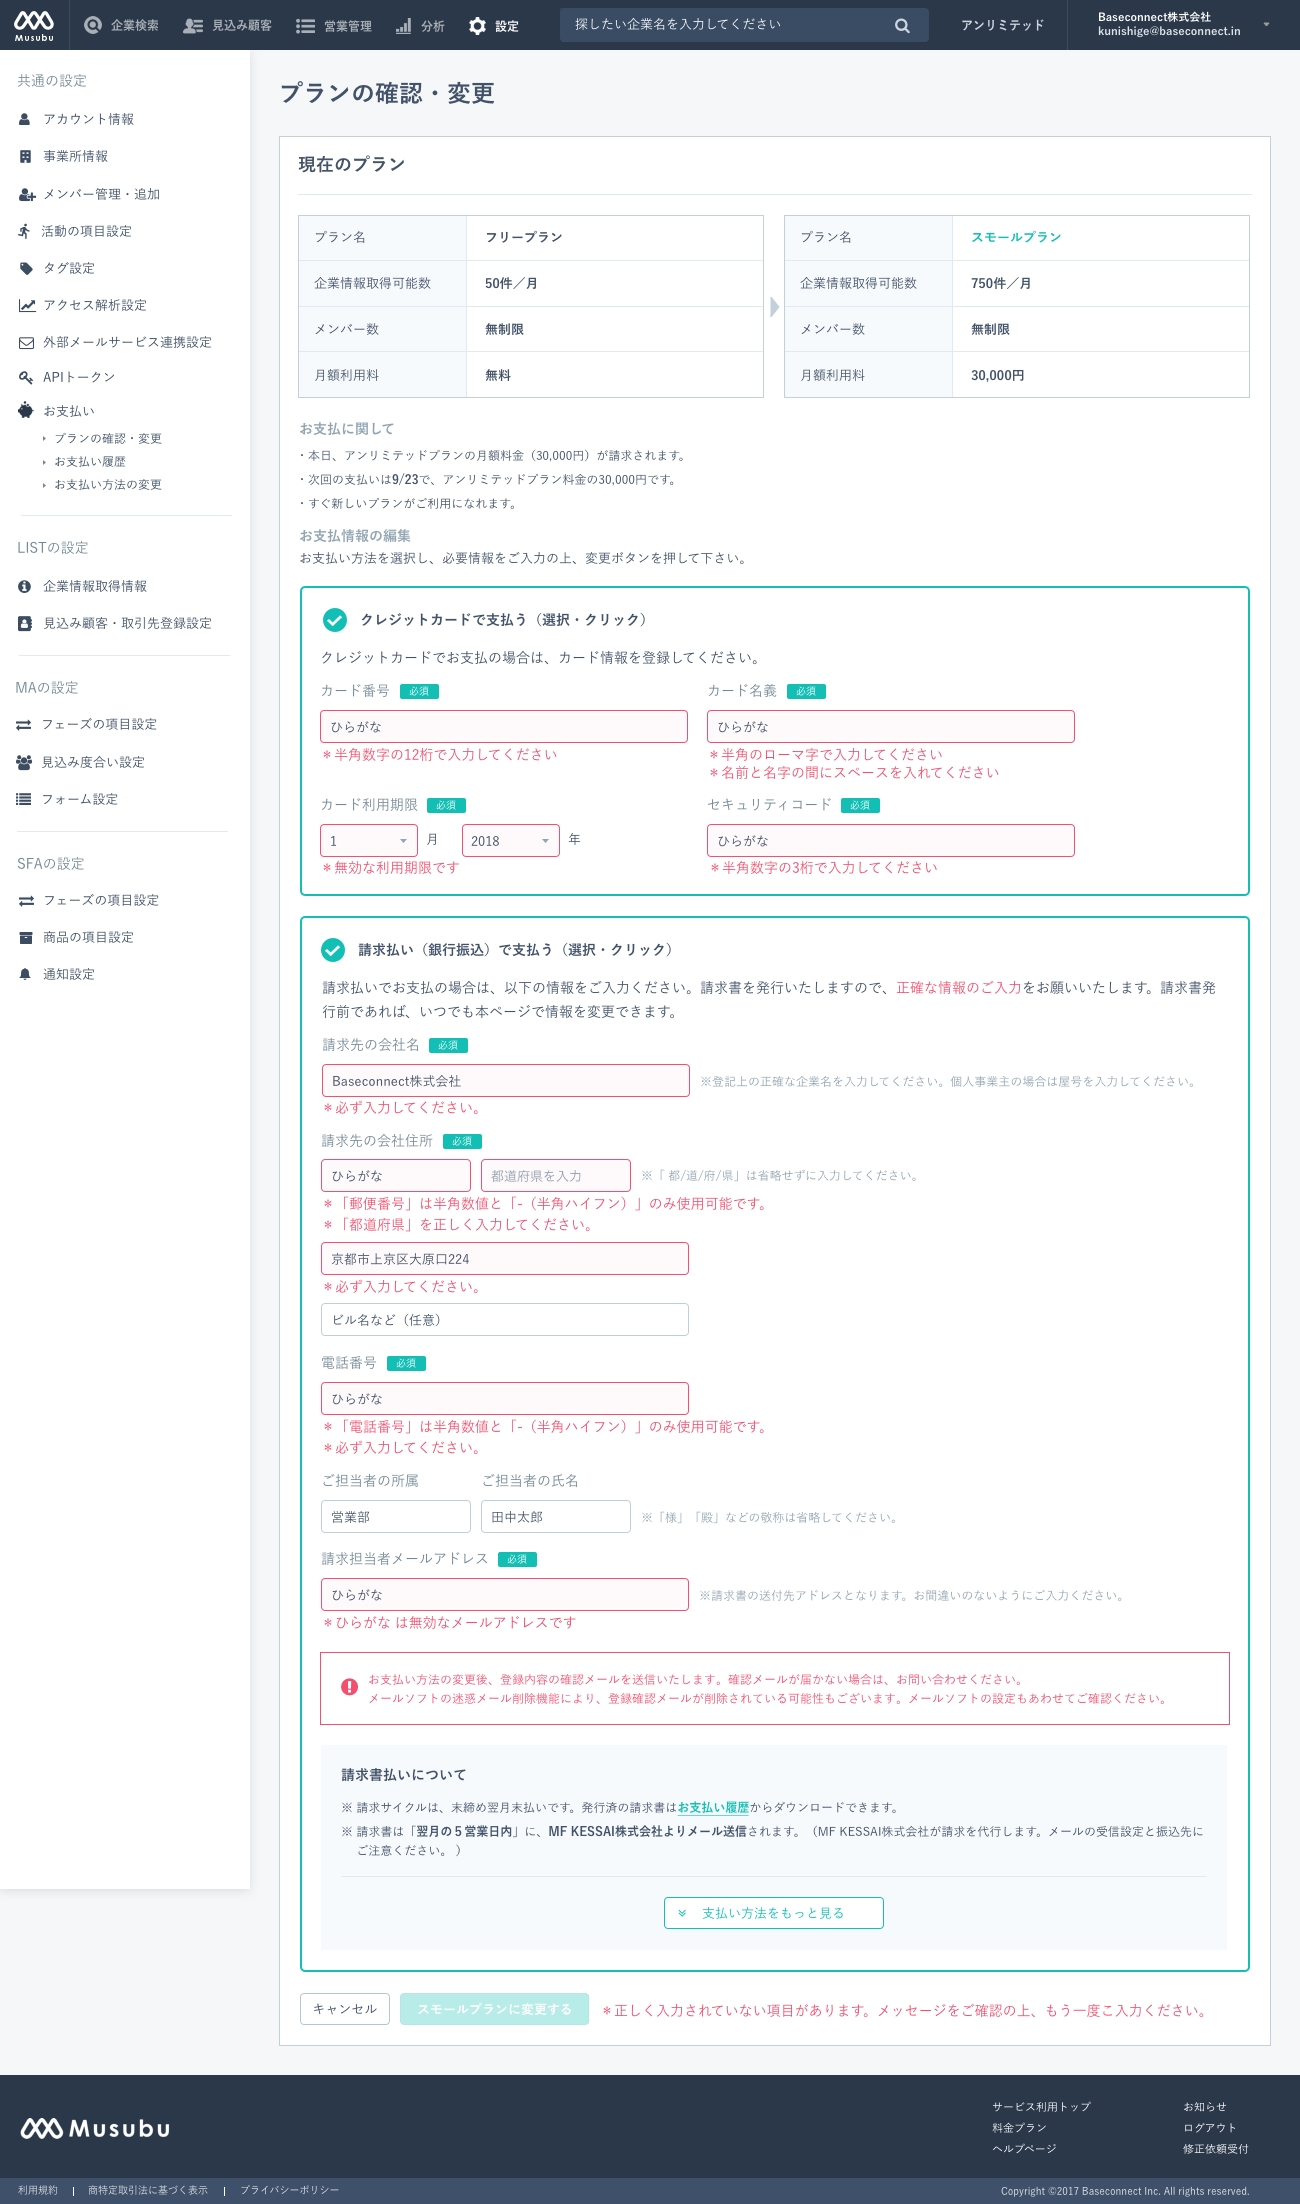 Musubu
企業検索
見込み顧客
営業管理
分析
設定
探したい企業名を入力してください
アンリミテッド
Baseconnect株式会社
kunishige@baseconnect.in
共通の設定
アカウント情報
事業所情報
メンバー管理・追加
活動の項目設定
タグ設定
アクセス解析設定
外部メールサービス連携設定
APIトークン
お支払い
プランの確認・変更
お支払い履歴
お支払い方法の変更
LISTの設定
企業情報取得情報
見込み顧客・取引先登録設定
MAの設定
フェーズの項目設定
見込み度合い設定
フォーム設定
SFAの設定
フェーズの項目設定
商品の項目設定
通知設定
プランの確認・変更
現在のプラン
プラン名 フリープラン
企業情報取得可能数 50件／月
メンバー数 無制限
月額利用料 無料
プラン名 スモールプラン
企業情報取得可能数 750件／月
メンバー数 無制限
月額利用料 30,000円
お支払に関して
・本日、アンリミテッドプランの月額料金（30,000円）が請求されます。
・次回の支払いは9/23で、アンリミテッドプラン料金の30,000円です。
・すぐ新しいプランがご利用になれます。
お支払情報の編集
お支払い方法を選択し、必要情報をご入力の上、変更ボタンを押して下さい。
クレジットカードで支払う（選択・クリック）
クレジットカードでお支払の場合は、カード情報を登録してください。
カード番号 必須
ひらがな
＊半角数字の12桁で入力してください
カード名義 必須
ひらがな
＊半角のローマ字で入力してください
＊名前と名字の間にスペースを入れてください
カード利用期限 必須
1 月 2018 年
＊無効な利用期限です
セキュリティコード 必須
ひらがな
＊半角数字の3桁で入力してください
請求払い（銀行振込）で支払う（選択・クリック）
請求払いでお支払の場合は、以下の情報をご入力ください。請求書を発行いたしますので、正確な情報のご入力をお願いいたします。請求書発
行前であれば、いつでも本ページで情報を変更できます。
請求先の会社名 必須
Baseconnect株式会社 ※登記上の正確な企業名を入力してください。個人事業主の場合は屋号を入力してください。
＊必ず入力してください。
請求先の会社住所 必須
ひらがな 都道府県を入力 ※「 都/道/府/県」は省略せずに入力してください。
＊「郵便番号」は半角数値と「-（半角ハイフン）」のみ使用可能です。
＊「都道府県」を正しく入力してください。
京都市上京区大原口224
＊必ず入力してください。
ビル名など（任意）
電話番号 必須
ひらがな
＊「電話番号」は半角数値と「-（半角ハイフン）」のみ使用可能です。
＊必ず入力してください。
ご担当者の所属 ご担当者の氏名
営業部 田中太郎 ※「様」「殿」などの敬称は省略してください。
請求担当者メールアドレス 必須
ひらがな ※請求書の送付先アドレスとなります。お間違いのないようにご入力ください。
＊ひらがな は無効なメールアドレスです
お支払い方法の変更後、登録内容の確認メールを送信いたします。確認メールが届かない場合は、お問い合わせください。
メールソフトの迷惑メール削除機能により、登録確認メールが削除されている可能性もございます。メールソフトの設定もあわせてご確認ください。
請求書払いについて
※ 請求サイクルは、末締め翌月末払いです。発行済の請求書はお支払い履歴からダウンロードできます。
※ 請求書は「翌月の５営業日内」に、MF KESSAI株式会社よりメール送信されます。（MF KESSAI株式会社が請求を代行します。メールの受信設定と振込先に
ご注意ください。 ）
支払い方法をもっと見る
キャンセル
スモールプランに変更する
＊正しく入力されていない項目があります。メッセージをご確認の上、もう一度こ入力ください。
Musubu
サービス利用トップ
料金プラン
ヘルプページ
お知らせ
ログアウト
修正依頼受付
利用規約 | 商特定取引法に基づく表示 | プライバシーポリシー
Copyright ©2017 Baseconnect Inc. All rights reserved.